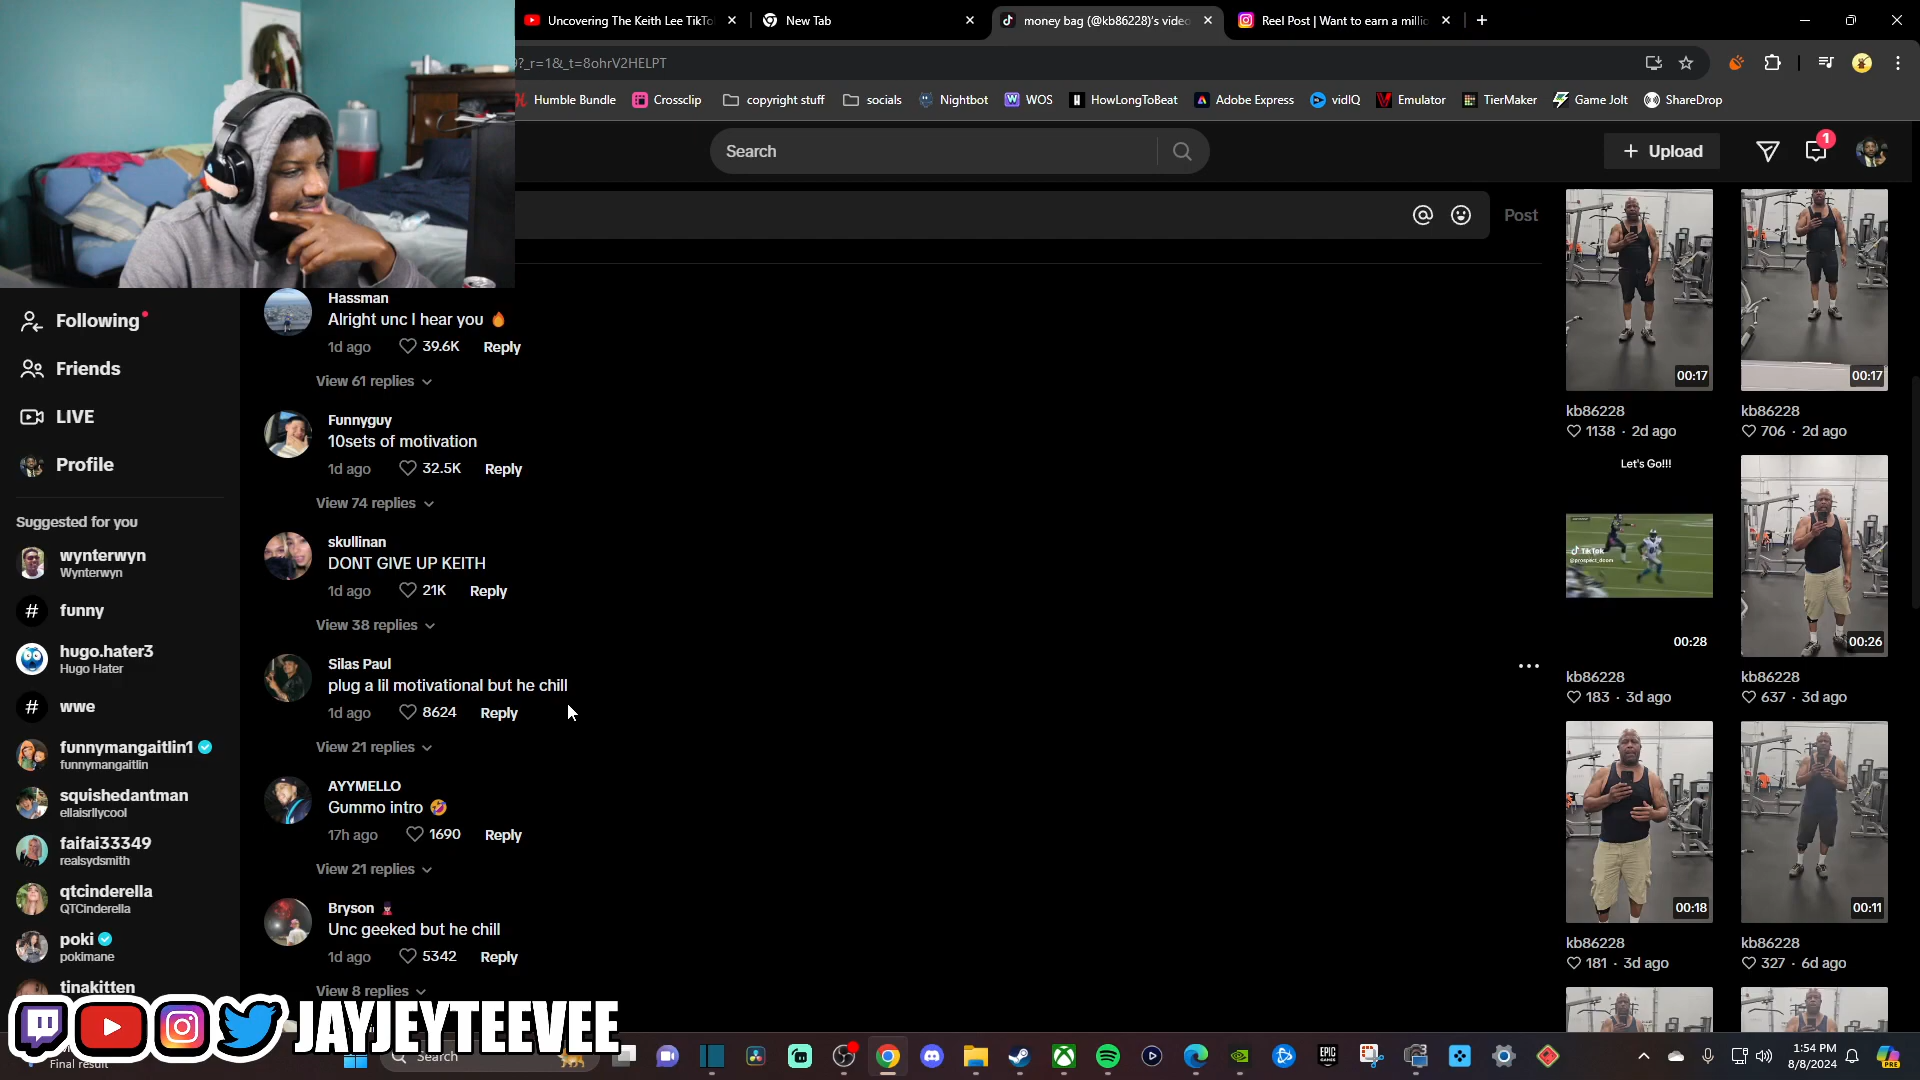 Uncovering The Keith Lee TikTo
New Tab
money bag (@kb86228)'s video
Reel Post | Want to earn a millio
?_r=1&_t=8ohrV2HELPT
Humble Bundle
Crossclip
copyright stuff
socials
Nightbot
WOS
HowLongToBeat
Adobe Express
vidIQ
Emulator
TierMaker
Game Jolt
ShareDrop
Search
+ Upload
1
@
Post
Following
Friends
LIVE
Profile
Suggested for you
wynterwyn
Wynterwyn
# funny
hugo.hater3
Hugo Hater
# wwe
funnymangaitlin1
funnymangaitlin
squishedantman
ellaisrllycool
faifai33349
realsydsmith
qtcinderella
QTCinderella
poki
pokimane
tinakitten
Hassman
Alright unc I hear you 🔥
1d ago 39.6K Reply
View 61 replies
Funnyguy
10sets of motivation
1d ago 32.5K Reply
View 74 replies
skullinan
DONT GIVE UP KEITH
1d ago 21K Reply
View 38 replies
Silas Paul
plug a lil motivational but he chill
1d ago 8624 Reply
View 21 replies
AYYMELLO
Gummo intro 🤣
17h ago 1690 Reply
View 21 replies
Bryson
Unc geeked but he chill
1d ago 5342 Reply
View 8 replies
00:17
kb86228
1138 · 2d ago
00:17
kb86228
706 · 2d ago
Let's Go!!!
TikTok
@prospect_doom
00:28
kb86228
183 · 3d ago
00:26
kb86228
637 · 3d ago
00:18
kb86228
181 · 3d ago
00:11
kb86228
327 · 6d ago
JAYJEYTEEVEE
Final result
Search
EPIC
GAMES
PRE
1:54 PM
8/8/2024